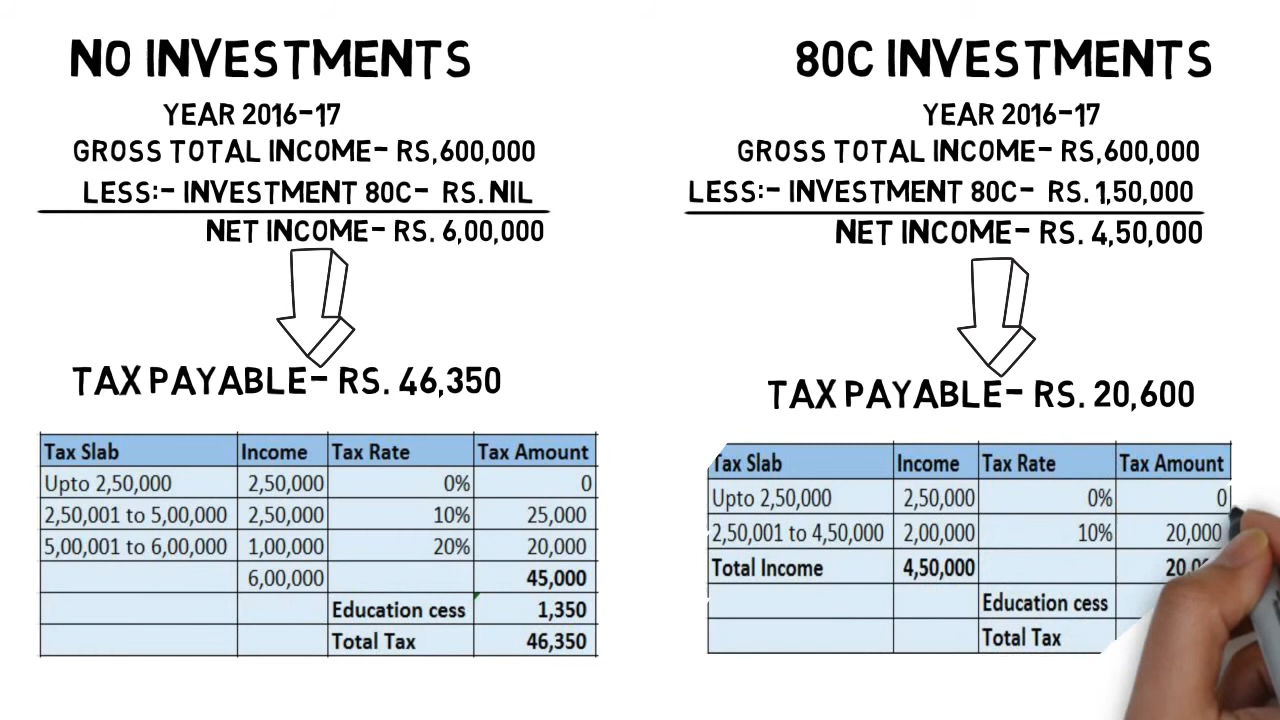 NO INVESTMENTS
YEAR 2016-17
GROSS TOTAL INCOME- RS,600,000
LESS:- INVESTMENT 80C- RS. NIL
NET INCOME- RS. 6,00,000
TAX PAYABLE- RS. 46,350
Tax Slab Income Tax Rate Tax Amount
Upto 2,50,000 2,50,000 0% 0
2,50,001 to 5,00,000 2,50,000 10% 25,000
5,00,001 to 6,00,000 1,00,000 20% 20,000
6,00,000 45,000
Education cess 1,350
Total Tax 46,350
80C INVESTMENTS
YEAR 2016-17
GROSS TOTAL INCOME- RS,600,000
LESS:- INVESTMENT 80C- RS. 1,50,000
NET INCOME- RS. 4,50,000
TAX PAYABLE- RS. 20,600
Tax Slab Income Tax Rate Tax Amount
Upto 2,50,000 2,50,000 0% 0
2,50,001 to 4,50,000 2,00,000 10% 20,000
Total Income 4,50,000
Education cess
Total Tax